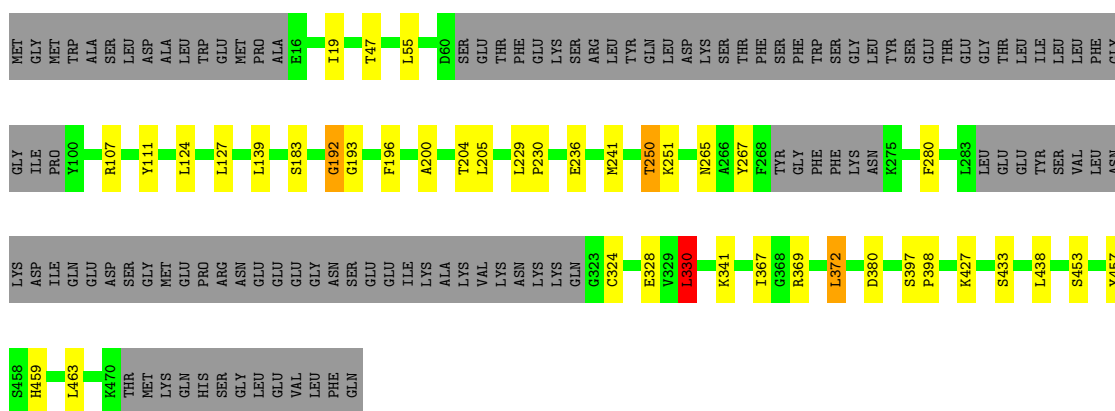 MET GLY MET TRP ALA SER LEU ASP ALA LEU TRP GLU MET PRO ALA E16 I19 T47 L55 D60 SER GLU THR PHE GLU LYS SER ARG LEU TYR GLN LEU ASP LYS SER THR PHE SER PHE TRP SER GLY LEU TYR SER GLU THR GLU GLY THR LEU ILE LEU LEU PHE GLY
GLY ILE PRO Y100 R107 Y111 L124 L127 L139 S183 G192 G193 F196 A200 T204 L205 L229 P230 E236 M241 T250 K251 N265 A266 Y267 F268 TYR GLY PHE PHE LYS ASN K275 F280 L283 LEU GLU GLU TYR SER VAL LEU ASN
LYS ASP ILE GLN GLU ASP SER GLY MET GLU PRO ARG ASN GLU GLU GLU GLY ASN SER GLU GLU ILE LYS ALA LYS VAL LYS ASN LYS LYS GLN G323 C324 E328 V329 L330 K341 I367 G368 R369 L372 D380 S397 P398 K427 S433 L438 S453 Y457
S458 H459 L463 K470 THR MET LYS GLN HIS SER GLY LEU GLU VAL LEU PHE GLN